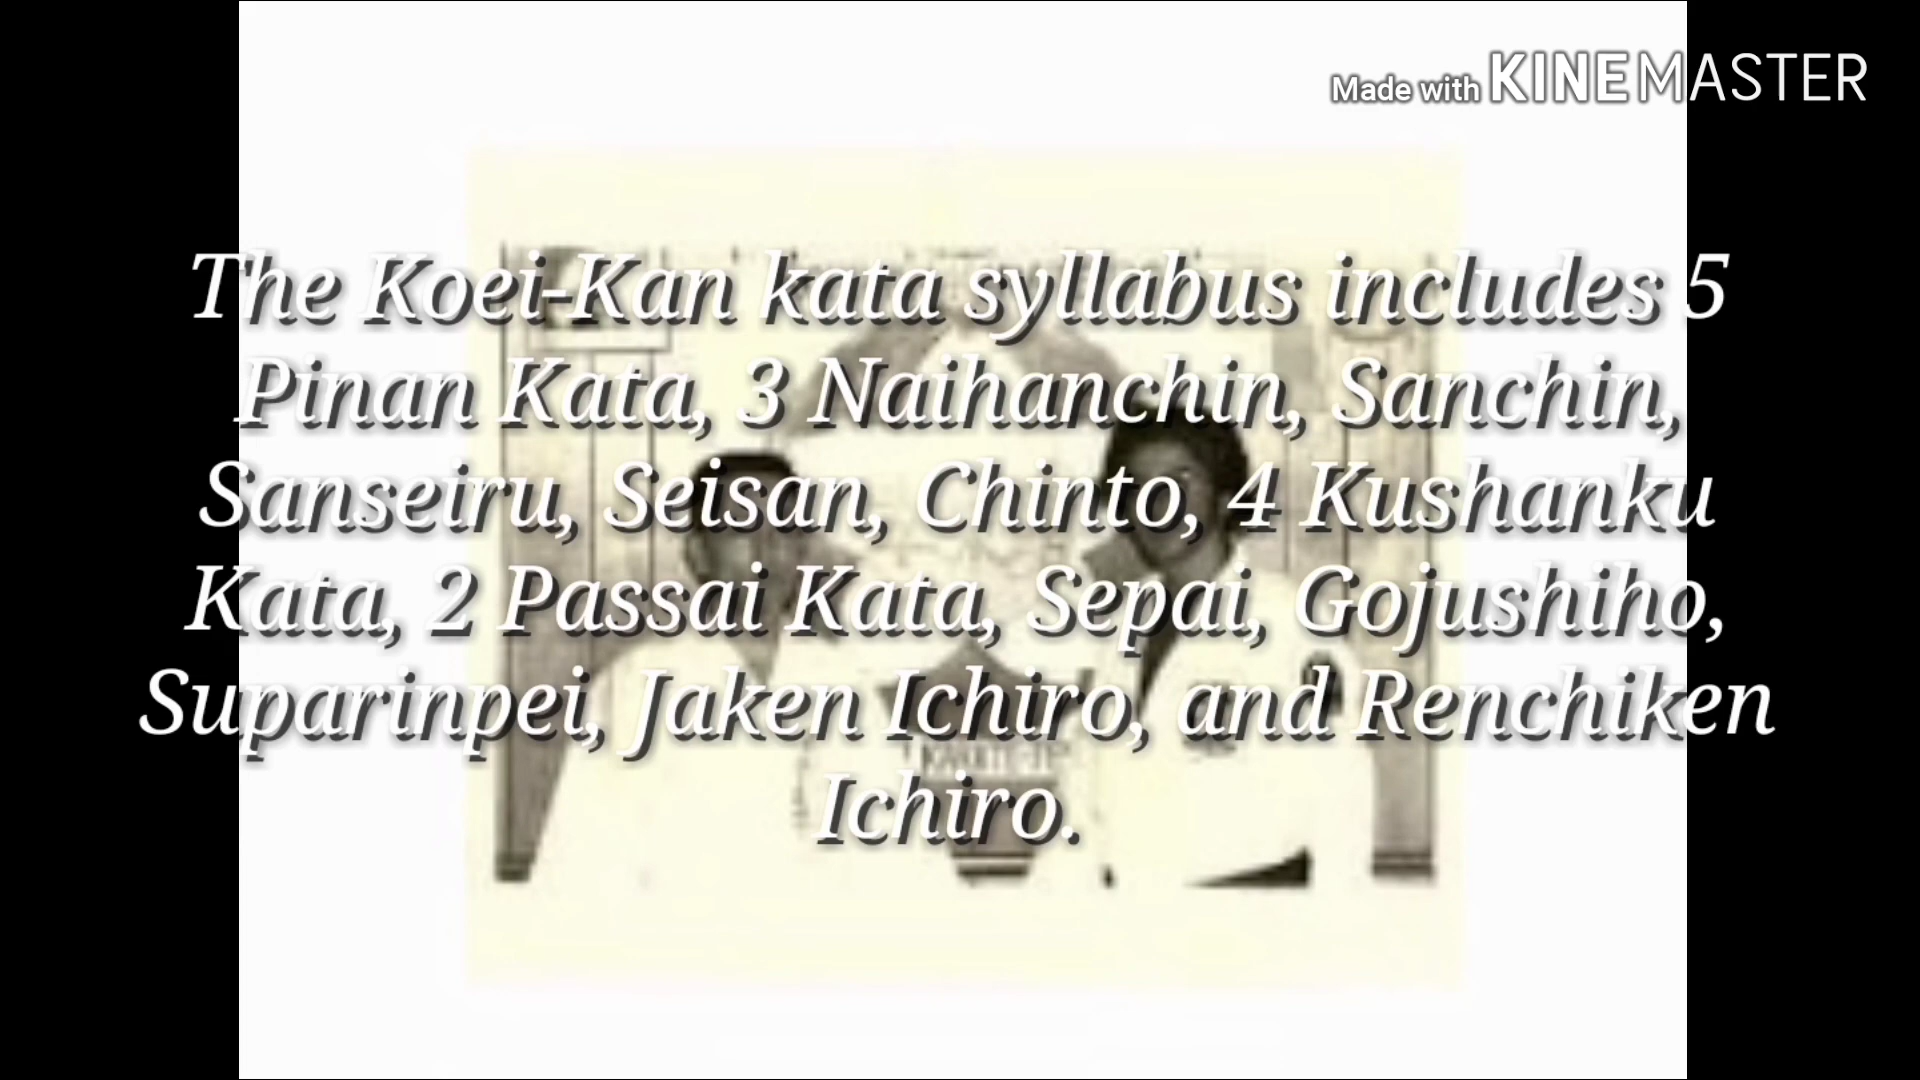 Made with KINEMASTER
The Koei-Kan kata syllabus includes 5
Pinan Kata, 3 Naihanchin, Sanchin,
Sanseiru, Seisan, Chinto, 4 Kushanku
Kata, 2 Passai Kata, Sepai, Gojushiho,
Suparinpei, Jaken Ichiro, and Renchiken
Ichiro.